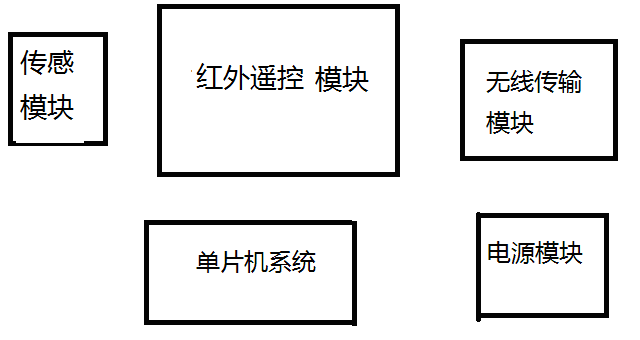 传感
模块
红外遥控 模块
无线传输
模块
单片机系统
电源模块